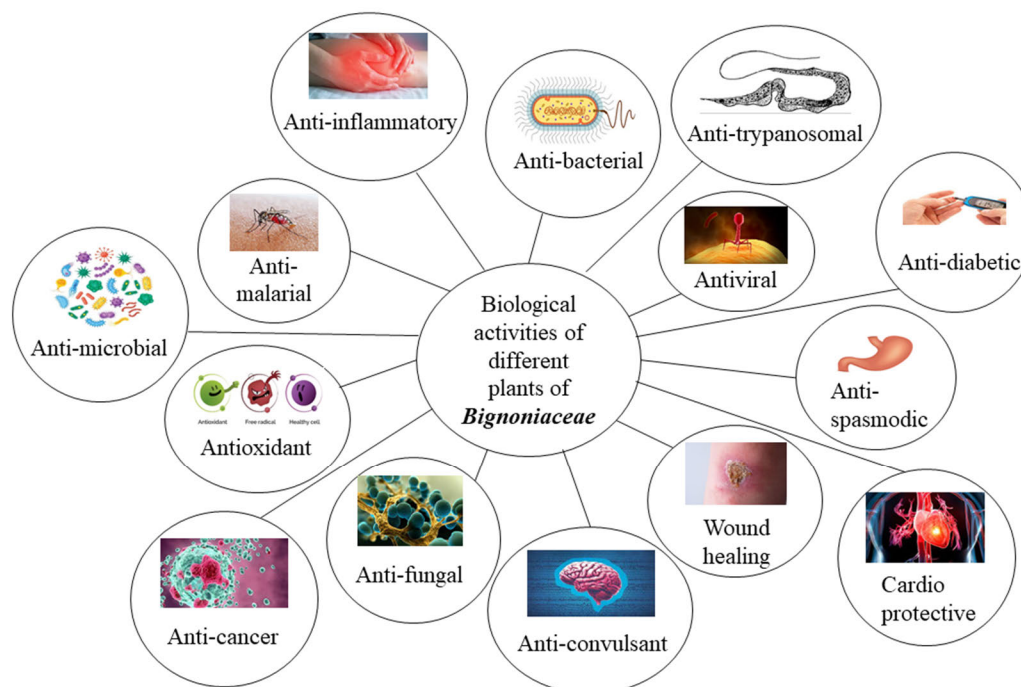 Anti-inflammatory
Anti-bacterial
Anti-trypanosomal
Anti-
malarial
Antiviral
Anti-diabetic
Anti-microbial
Biological
activities of
different
plants of
Bignoniaceae
Anti-
spasmodic
Antioxidant
Free radical
Healthy cell
Antioxidant
Wound
healing
Cardio
protective
Anti-fungal
Anti-cancer
Anti-convulsant